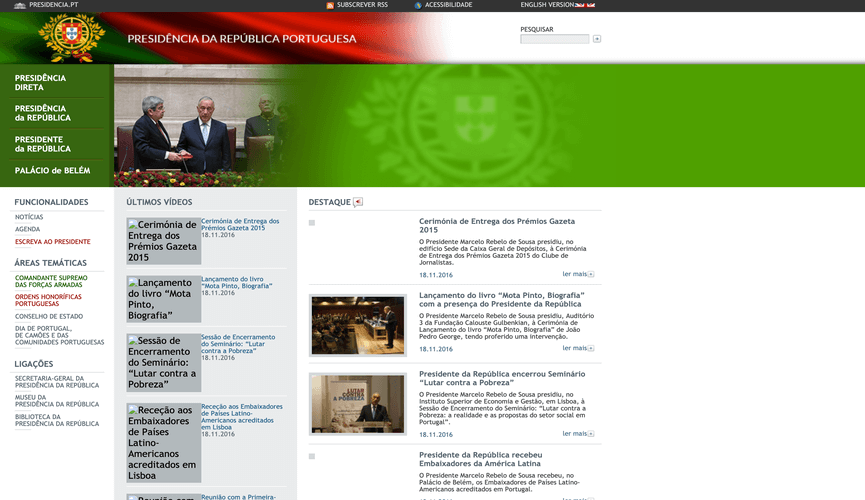 PRESIDENCIA.PT
SUBSCREVER RSS
ACESSIBILIDADE
ENGLISH VERSION
PRESIDÊNCIA DA REPÚBLICA PORTUGUESA
PESQUISAR
PRESIDÊNCIA
DIRETA
PRESIDÊNCIA
da REPÚBLICA
PRESIDENTE
da REPÚBLICA
PALÁCIO de BELÉM
FUNCIONALIDADES
NOTÍCIAS
AGENDA
ESCREVA AO PRESIDENTE
ÁREAS TEMÁTICAS
COMANDANTE SUPREMO
DAS FORÇAS ARMADAS
ORDENS HONORÍFICAS
PORTUGUESAS
CONSELHO DE ESTADO
DIA DE PORTUGAL,
DE CAMÕES E DAS
COMUNIDADES PORTUGUESAS
LIGAÇÕES
SECRETARIA-GERAL DA
PRESIDÊNCIA DA REPÚBLICA
MUSEU DA
PRESIDÊNCIA DA REPÚBLICA
BIBLIOTECA DA
PRESIDÊNCIA DA REPÚBLICA
ÚLTIMOS VÍDEOS
Cerimónia de
Entrega dos
Prémios Gazeta
2015
Cerimónia de Entrega dos
Prémios Gazeta 2015
18.11.2016
Lançamento
do livro “Mota
Pinto,
Biografia”
Lançamento do livro
“Mota Pinto, Biografia”
18.11.2016
Sessão de
Encerramento
do Seminário:
“Lutar contra a
Pobreza”
Sessão de Encerramento
do Seminário: “Lutar
contra a Pobreza”
18.11.2016
Receção aos
Embaixadores
de Países
Latino-
Americanos
acreditados em
Lisboa
Receção aos Embaixadores
de Países Latino-
Americanos acreditados
em Lisboa
18.11.2016
Reunião com a Primeira-
DESTAQUE
Cerimónia de Entrega dos Prémios Gazeta
2015
O Presidente Marcelo Rebelo de Sousa presidiu, no
edifício Sede da Caixa Geral de Depósitos, à Cerimónia
de Entrega dos Prémios Gazeta 2015 do Clube de
Jornalistas.
18.11.2016
ler mais
Lançamento do livro “Mota Pinto, Biografia”
com a presença do Presidente da República
O Presidente Marcelo Rebelo de Sousa presidiu, Auditório
3 da Fundação Calouste Gulbenkian, à Cerimónia de
Lançamento do livro “Mota Pinto, Biografia” de João
Pedro George, tendo proferido uma intervenção.
18.11.2016
ler mais
LUTAR
CONTRA A
POBREZA
Presidente da República encerrou Seminário
“Lutar contra a Pobreza”
O Presidente Marcelo Rebelo de Sousa presidiu, no
Instituto Superior de Economia e Gestão, em Lisboa, à
Sessão de Encerramento do Seminário: “Lutar contra a
Pobreza: a realidade e as propostas do setor social em
Portugal”.
18.11.2016
ler mais
Presidente da República recebeu
Embaixadores da América Latina
O Presidente Marcelo Rebelo de Sousa recebeu, no
Palácio de Belém, os Embaixadores de Países Latino-
Americanos acreditados em Portugal.